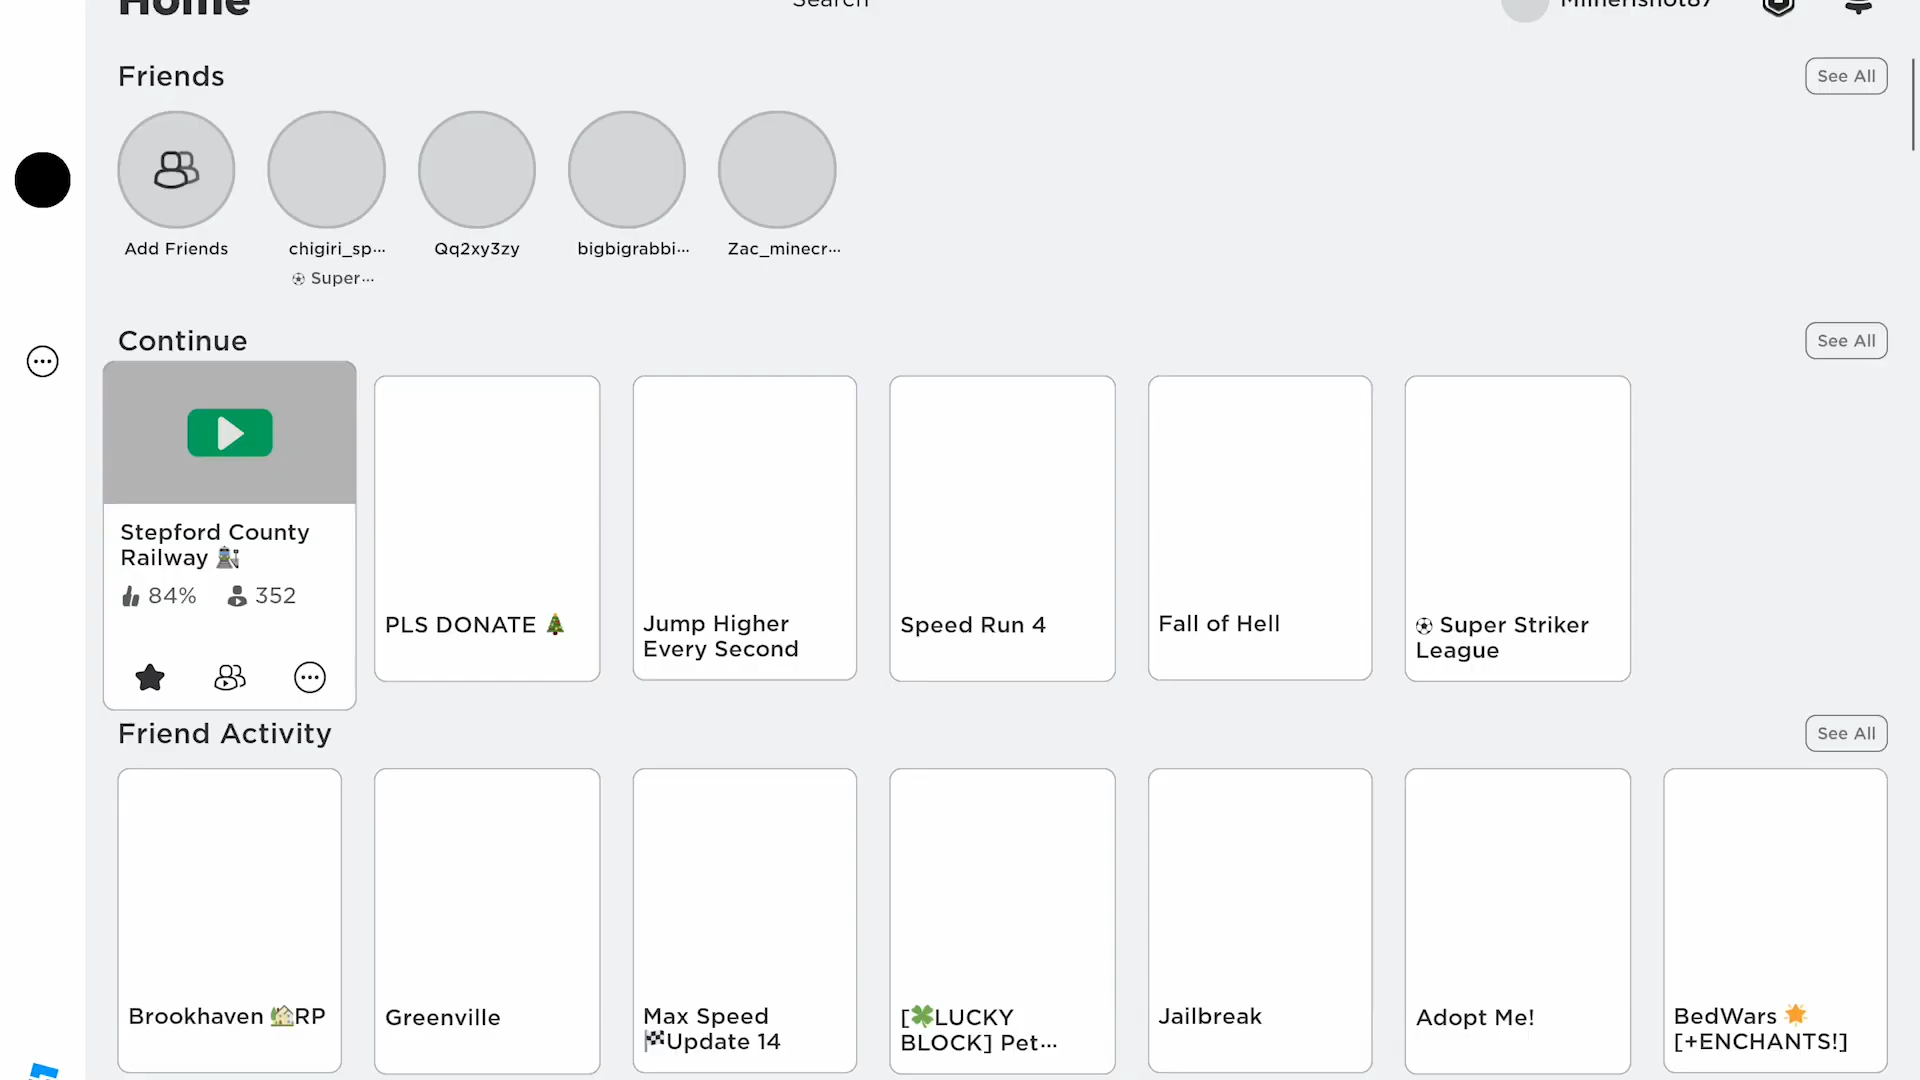 Home
Search
Friends
See All
Add Friends
chigiri_sp...
Qq2xy3zy
bigbigrabbi...
Zac_minecr...
⚽ Super...
Continue
See All
Stepford County
Railway 🚉
84%
352
PLS DONATE 🎄
Jump Higher
Every Second
Speed Run 4
Fall of Hell
⚽ Super Striker
League
Friend Activity
See All
Brookhaven 🏡RP
Greenville
Max Speed
🏁Update 14
[🍀LUCKY
BLOCK] Pet...
Jailbreak
Adopt Me!
BedWars 🌟
[+ENCHANTS!]